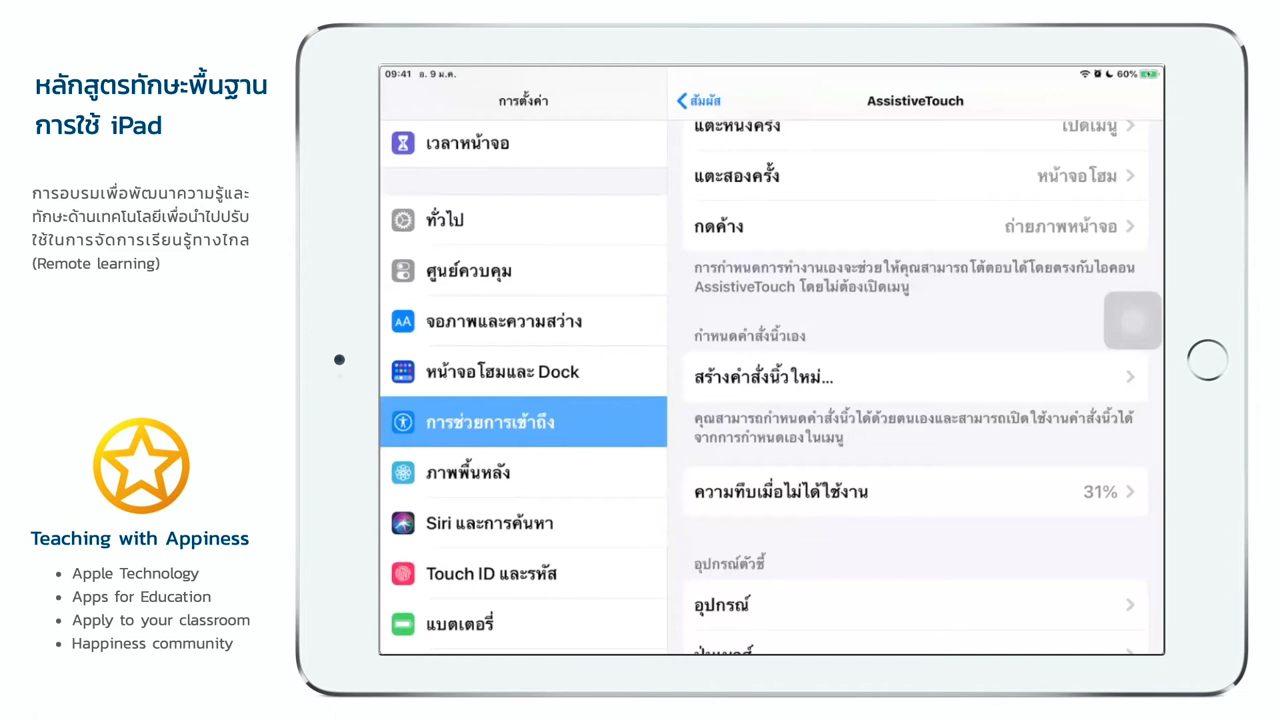 หลักสูตรทักษะพื้นฐาน
การใช้ iPad
การอบรมเพื่อพัฒนาความรู้และ
ทักษะด้านเทคโนโลยีเพื่อนำไปปรับ
ใช้ในการจัดการเรียนรู้ทางไกล
(Remote learning)
Teaching with Appiness
• Apple Technology
• Apps for Education
• Apply to your classroom
• Happiness community
09:41 อ. 9 ม.ค.
60%
การตั้งค่า
เวลาหน้าจอ
ทั่วไป
ศูนย์ควบคุม
จอภาพและความสว่าง
หน้าจอโฮมและ Dock
การช่วยการเข้าถึง
ภาพพื้นหลัง
Siri และการค้นหา
Touch ID และรหัส
แบตเตอรี่
สัมผัส
AssistiveTouch
แตะหนึ่งครั้ง เปิดเมนู
แตะสองครั้ง หน้าจอโฮม
กดค้าง ถ่ายภาพหน้าจอ
การกำหนดการทำงานเองจะช่วยให้คุณสามารถโต้ตอบได้โดยตรงกับไอคอน
AssistiveTouch โดยไม่ต้องเปิดเมนู
กำหนดคำสั่งนิ้วเอง
สร้างคำสั่งนิ้วใหม่...
คุณสามารถกำหนดคำสั่งนิ้วได้ด้วยตนเองและสามารถเปิดใช้งานคำสั่งนิ้วได้
จากการกำหนดเองในเมนู
ความทึบเมื่อไม่ได้ใช้งาน 31%
อุปกรณ์ตัวชี้
อุปกรณ์